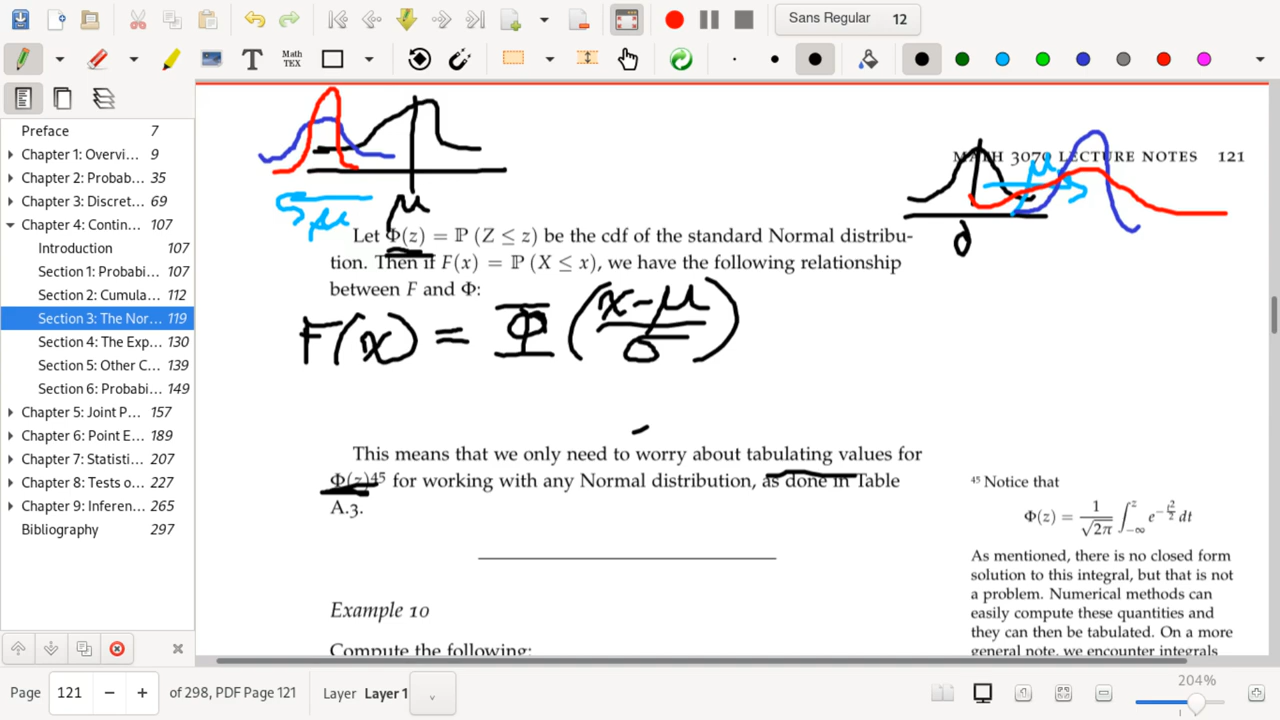 Sans Regular 12
T Math TEX
Preface 7
Chapter 1: Overvi... 9
Chapter 2: Probab... 35
Chapter 3: Discret... 69
Chapter 4: Contin... 107
Introduction 107
Section 1: Probabi... 107
Section 2: Cumula... 112
Section 3: The Nor... 119
Section 4: The Exp... 130
Section 5: Other C... 139
Section 6: Probabi... 149
Chapter 5: Joint P... 157
Chapter 6: Point E... 189
Chapter 7: Statisti... 207
Chapter 8: Tests o... 227
Chapter 9: Inferen... 265
Bibliography 297
MATH 3070 LECTURE NOTES 121
μ
μ
μ
Let Φ(z) = ℙ (Z ≤ z) be the cdf of the standard Normal distribu-
tion. Then if F(x) = ℙ (X ≤ x), we have the following relationship
between F and Φ:
F(x) = Φ((x-μ)/σ)
This means that we only need to worry about tabulating values for
Φ(z)⁴⁵ for working with any Normal distribution, as done in Table
A.3.
Example 10
Compute the following:
⁴⁵ Notice that
Φ(z) = 1/√2π ∫_{-∞}^{z} e^{-t²/2} dt
As mentioned, there is no closed form
solution to this integral, but that is not
a problem. Numerical methods can
easily compute these quantities and
they can then be tabulated. On a more
general note, we encounter integrals
Page 121 of 298, PDF Page 121 Layer Layer 1 204%